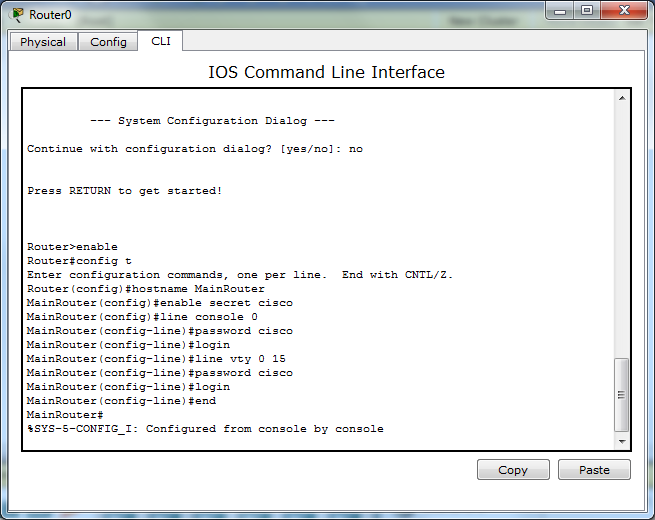 Router0
New Cluster
Physical
Config
CLI
IOS Command Line Interface
--- System Configuration Dialog ---
Continue with configuration dialog? [yes/no]: no
Press RETURN to get started!
Router>enable
Router#config t
Enter configuration commands, one per line.  End with CNTL/Z.
Router(config)#hostname MainRouter
MainRouter(config)#enable secret cisco
MainRouter(config)#line console 0
MainRouter(config-line)#password cisco
MainRouter(config-line)#login
MainRouter(config-line)#line vty 0 15
MainRouter(config-line)#password cisco
MainRouter(config-line)#login
MainRouter(config-line)#end
MainRouter#
%SYS-5-CONFIG_I: Configured from console by console
Copy
Paste